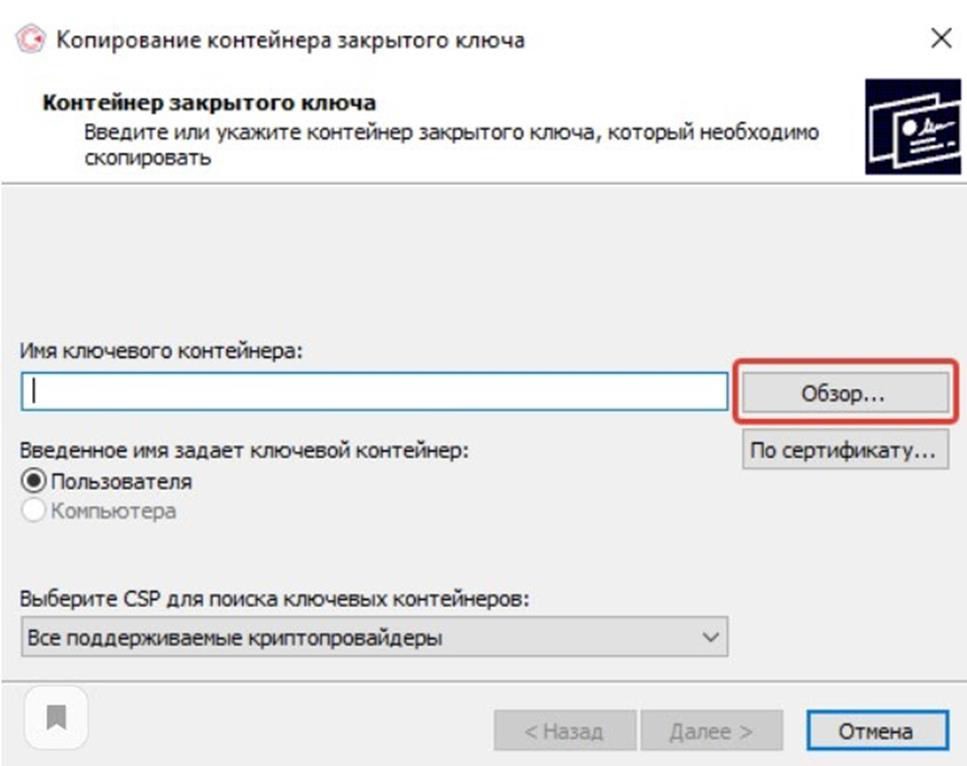 Копирование контейнера закрытого ключа
Контейнер закрытого ключа
Введите или укажите контейнер закрытого ключа, который необходимо
скопировать
Имя ключевого контейнера:
Обзор...
Введенное имя задает ключевой контейнер:
По сертификату...
Пользователя
Компьютера
Выберите CSP для поиска ключевых контейнеров:
Все поддерживаемые криптопровайдеры
< Назад
Далее >
Отмена